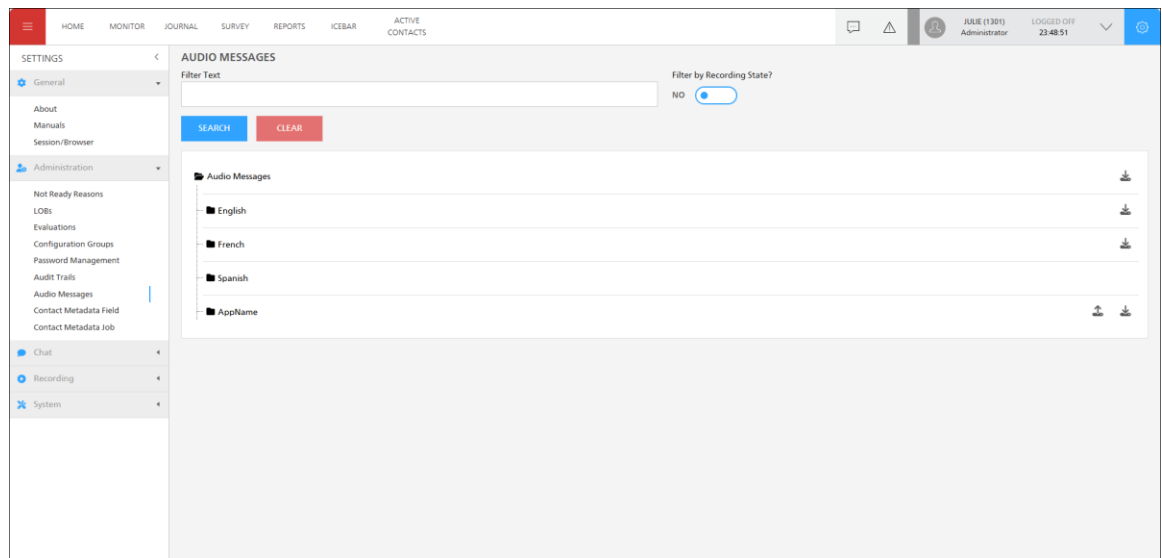 HOME MONITOR JOURNAL SURVEY REPORTS ICEBAR ACTIVE
CONTACTS
JULIE (1301) LOGGED OFF
Administrator 23:48:51
SETTINGS
AUDIO MESSAGES
General
Filter Text Filter by Recording State?
NO
About
Manuals
Session/Browser
SEARCH CLEAR
Administration
Audio Messages
Not Ready Reasons
LOBs
English
Evaluations
Configuration Groups
French
Password Management
Audit Trails
Spanish
Audio Messages
Contact Metadata Field
AppName
Contact Metadata Job
Chat
Recording
System